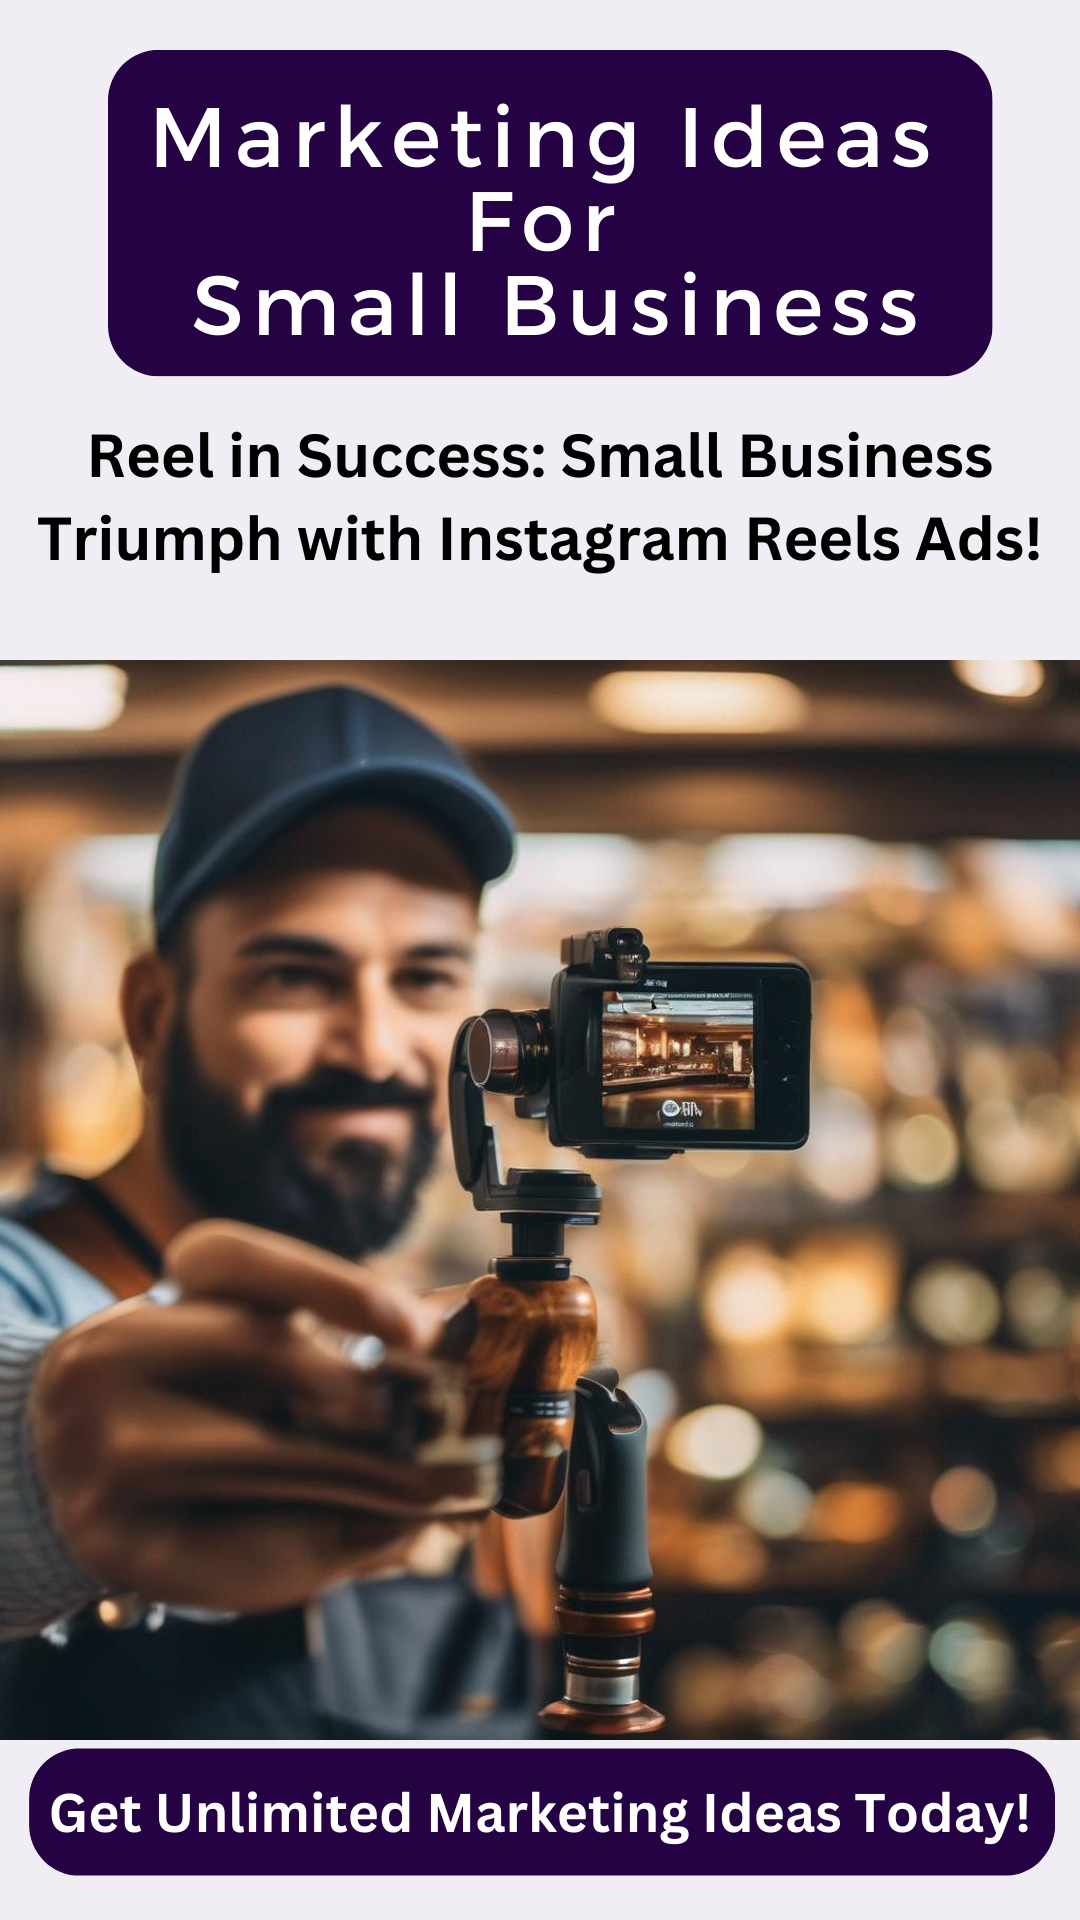 Marketing Ideas
For
Small Business
Reel in Success: Small Business
Triumph with Instagram Reels Ads!
Get Unlimited Marketing Ideas Today!